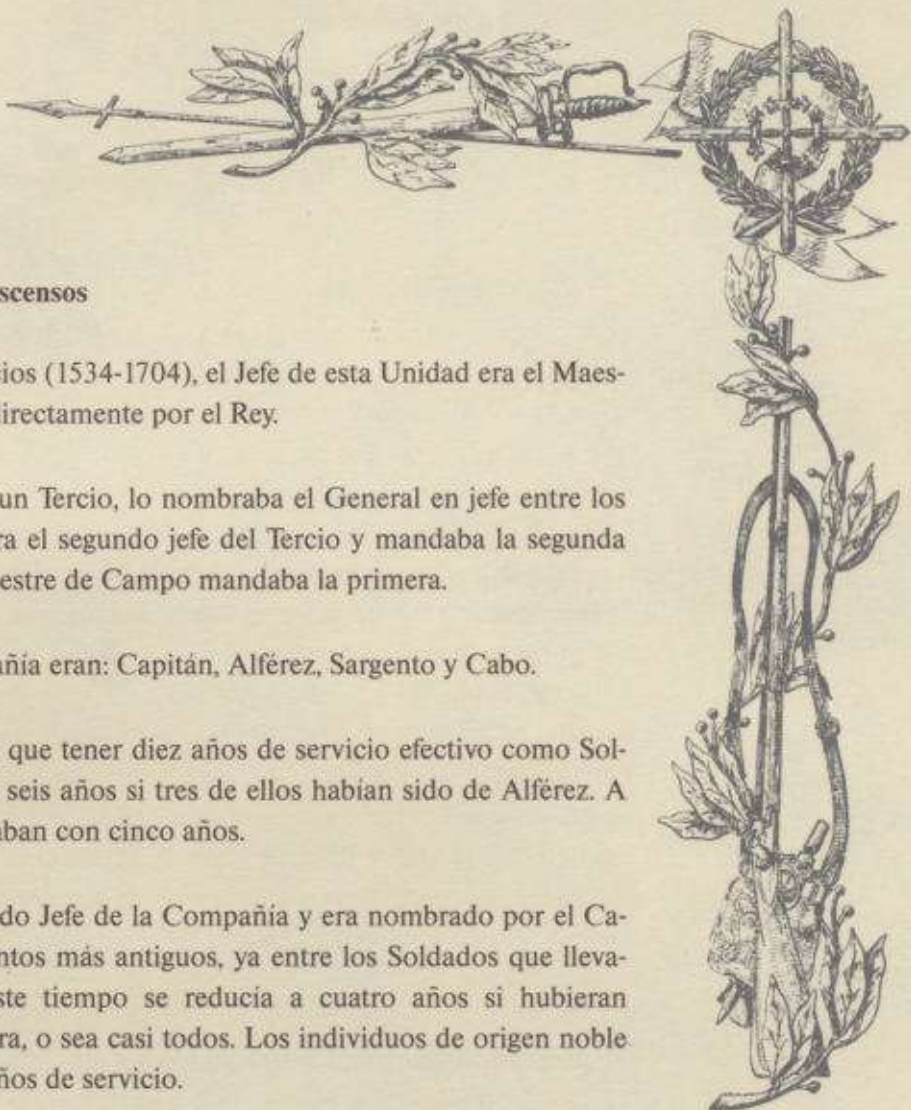 scensos
ios (1534-1704), el Jefe de esta Unidad era el Maes-
directamente por el Rey.
un Tercio, lo nombraba el General en jefe entre los
ra el segundo jefe del Tercio y mandaba la segunda
estre de Campo mandaba la primera.
añía eran: Capitán, Alférez, Sargento y Cabo.
que tener diez años de servicio efectivo como Sol-
seis años si tres de ellos habían sido de Alférez. A
aban con cinco años.
do Jefe de la Compañía y era nombrado por el Ca-
ntos más antiguos, ya entre los Soldados que lleva-
ste tiempo se reducía a cuatro años si hubieran
ra, o sea casi todos. Los individuos de origen noble
ños de servicio.